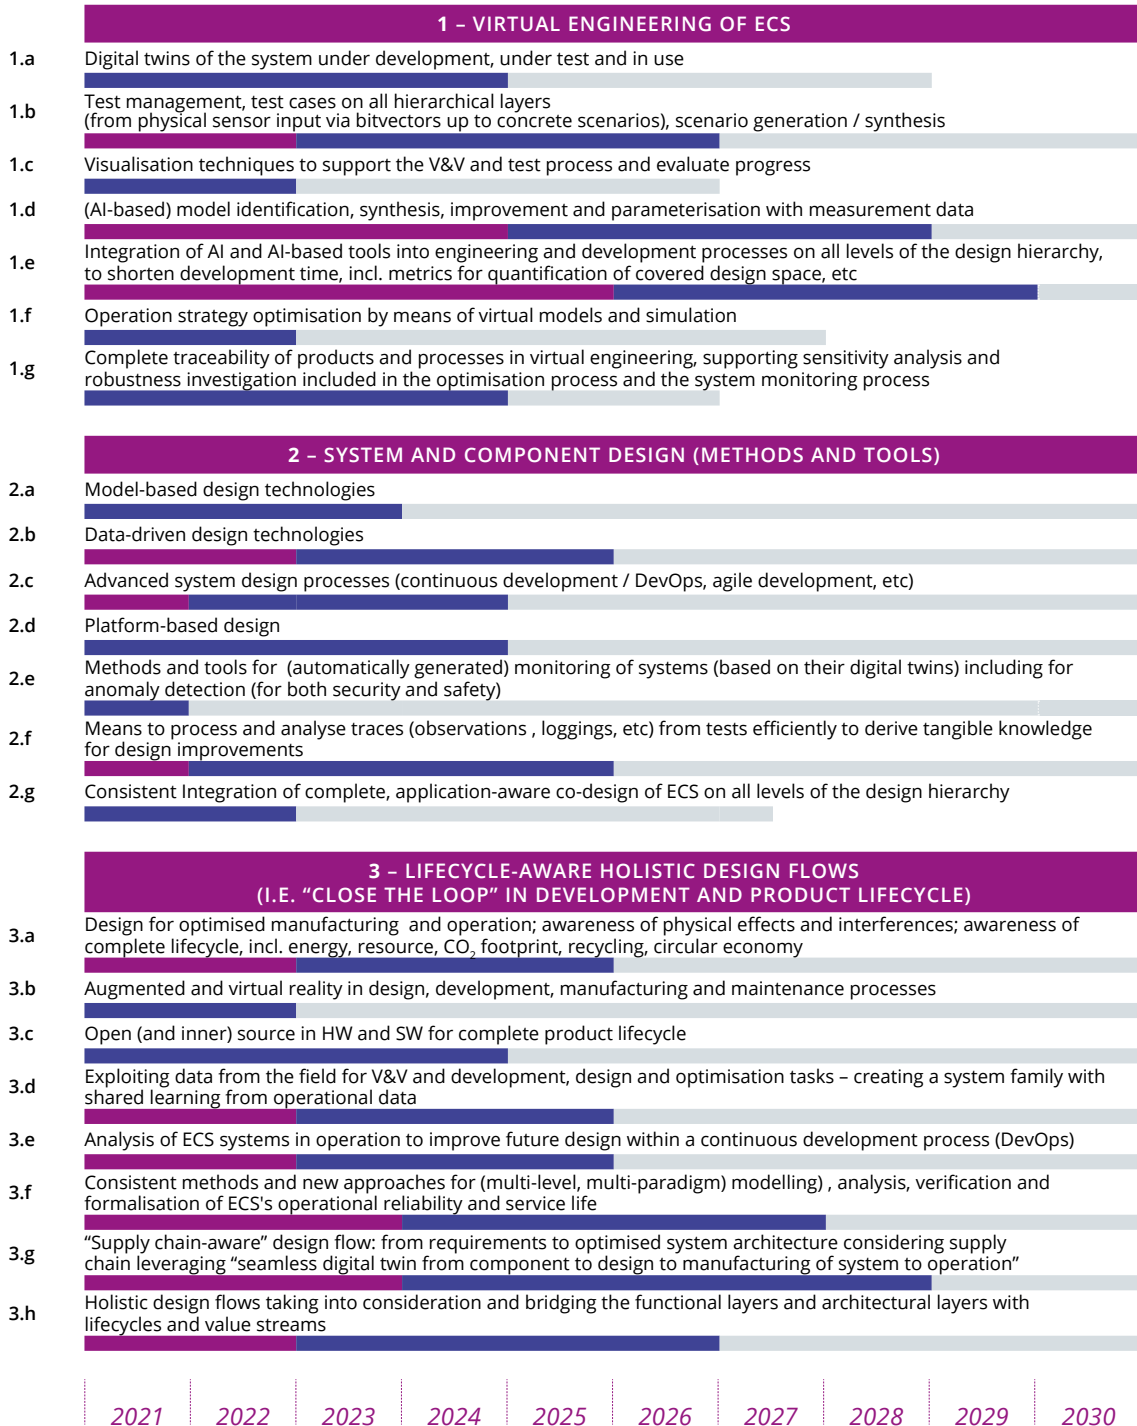 1 – VIRTUAL ENGINEERING OF ECS
1.a Digital twins of the system under development, under test and in use
1.b Test management, test cases on all hierarchical layers
(from physical sensor input via bitvectors up to concrete scenarios), scenario generation / synthesis
1.c Visualisation techniques to support the V&V and test process and evaluate progress
1.d (AI-based) model identification, synthesis, improvement and parameterisation with measurement data
1.e Integration of AI and AI-based tools into engineering and development processes on all levels of the design hierarchy,
to shorten development time, incl. metrics for quantification of covered design space, etc
1.f Operation strategy optimisation by means of virtual models and simulation
1.g Complete traceability of products and processes in virtual engineering, supporting sensitivity analysis and
robustness investigation included in the optimisation process and the system monitoring process
2 – SYSTEM AND COMPONENT DESIGN (METHODS AND TOOLS)
2.a Model-based design technologies
2.b Data-driven design technologies
2.c Advanced system design processes (continuous development / DevOps, agile development, etc)
2.d Platform-based design
2.e Methods and tools for (automatically generated) monitoring of systems (based on their digital twins) including for
anomaly detection (for both security and safety)
2.f Means to process and analyse traces (observations , loggings, etc) from tests efficiently to derive tangible knowledge
for design improvements
2.g Consistent Integration of complete, application-aware co-design of ECS on all levels of the design hierarchy
3 – LIFECYCLE-AWARE HOLISTIC DESIGN FLOWS
(I.E. “CLOSE THE LOOP” IN DEVELOPMENT AND PRODUCT LIFECYCLE)
3.a Design for optimised manufacturing and operation; awareness of physical effects and interferences; awareness of
complete lifecycle, incl. energy, resource, CO2 footprint, recycling, circular economy
3.b Augmented and virtual reality in design, development, manufacturing and maintenance processes
3.c Open (and inner) source in HW and SW for complete product lifecycle
3.d Exploiting data from the field for V&V and development, design and optimisation tasks – creating a system family with
shared learning from operational data
3.e Analysis of ECS systems in operation to improve future design within a continuous development process (DevOps)
3.f Consistent methods and new approaches for (multi-level, multi-paradigm) modelling) , analysis, verification and
formalisation of ECS's operational reliability and service life
3.g “Supply chain-aware” design flow: from requirements to optimised system architecture considering supply
chain leveraging “seamless digital twin from component to design to manufacturing of system to operation”
3.h Holistic design flows taking into consideration and bridging the functional layers and architectural layers with
lifecycles and value streams
2021 2022 2023 2024 2025 2026 2027 2028 2029 2030